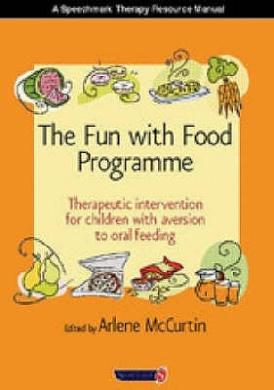 A Speechmark Therapy Resource Manual
The Fun with Food
Programme
Therapeutic intervention
for children with aversion
to oral feeding
Edited by Arlene McCurtin